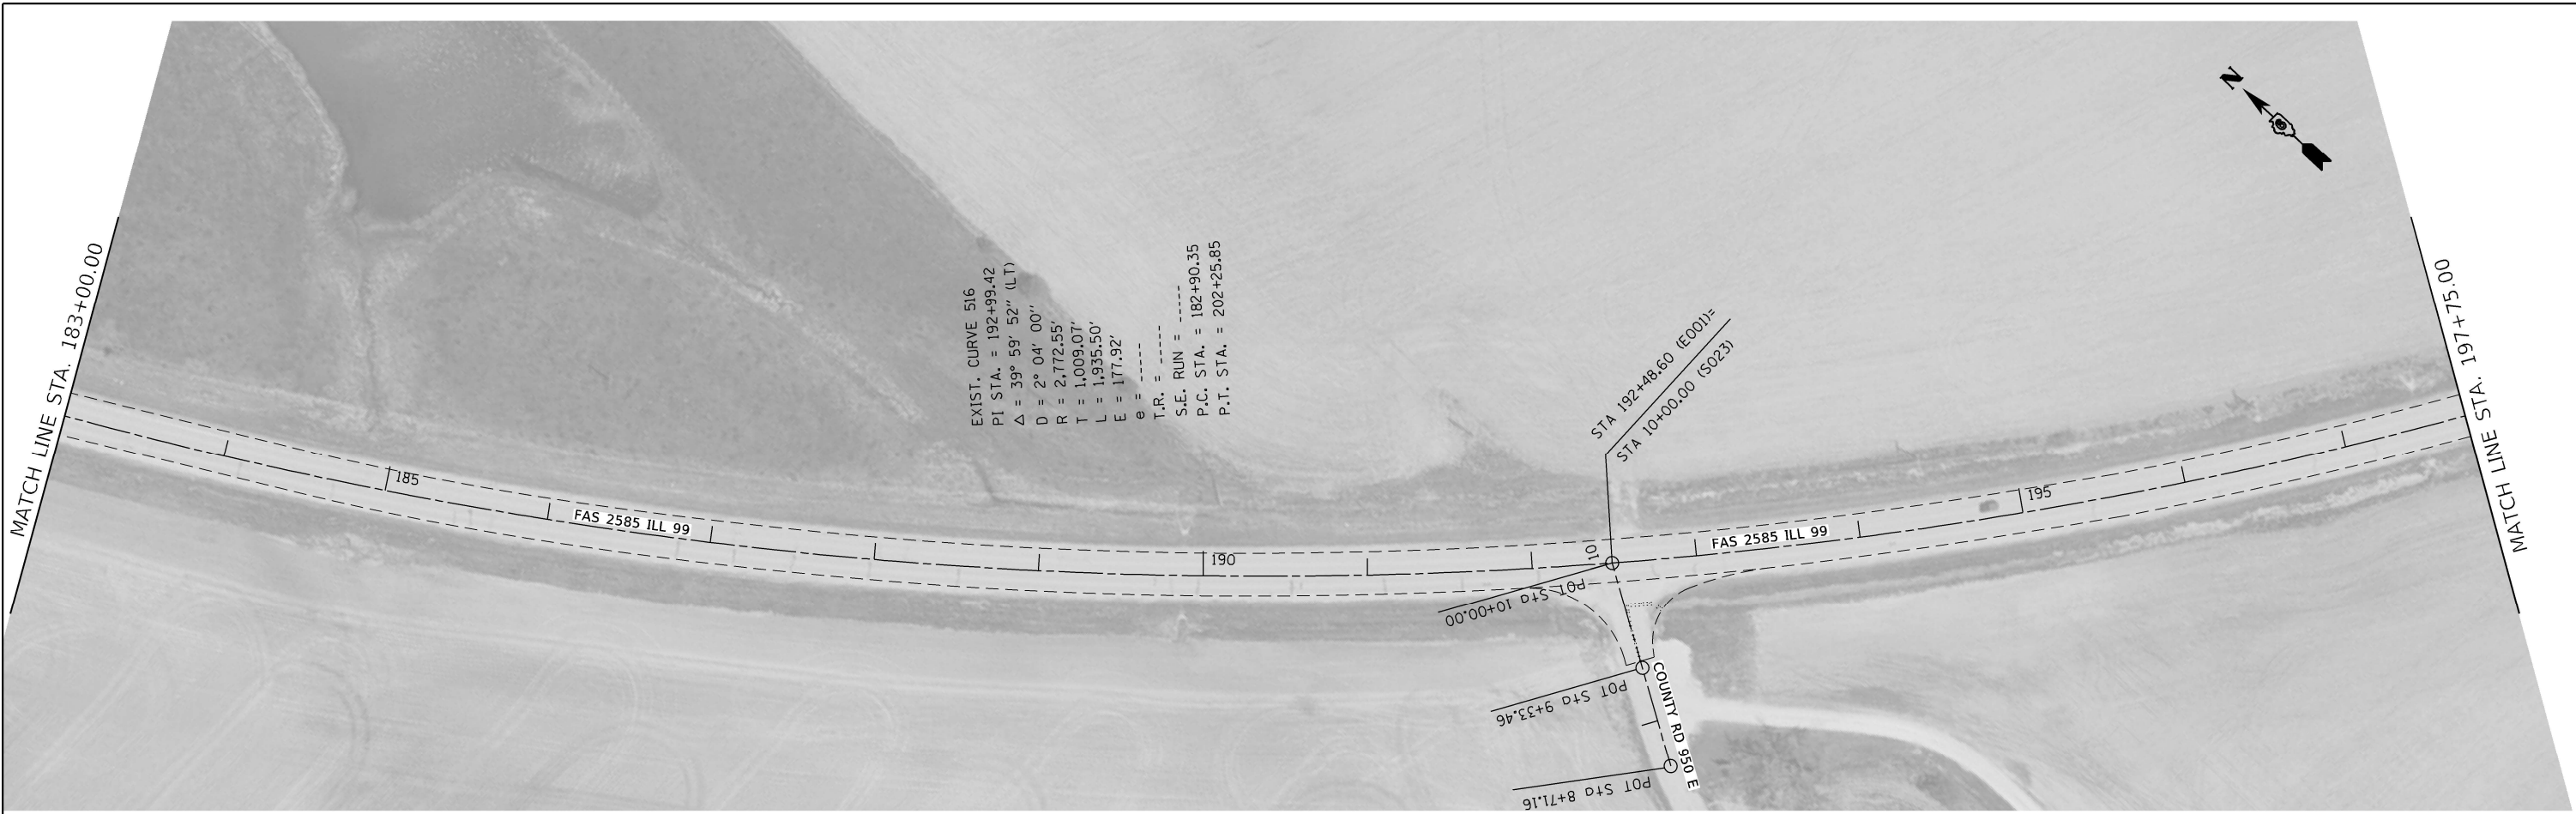 N
MATCH LINE STA. 183+00.00
MATCH LINE STA. 197+75.00
EXIST. CURVE 516
PI STA. = 192+99.42
Δ = 39° 59' 52" (LT)
D = 2° 04' 00"
R = 2,772.55'
T = 1,009.07'
L = 1,935.50'
E = 177.92'
e = -----
T.R. = -----
S.E. RUN = -----
P.C. STA. = 182+90.35
P.T. STA. = 202+25.85
STA 192+48.60 (E001)=
STA 10+00.00 (S023)
185
FAS 2585 ILL 99
190
10
FAS 2585 ILL 99
195
POT Sta 10+00.00
POT Sta 9+33.46
COUNTY RD 950 E
POT Sta 8+71.16